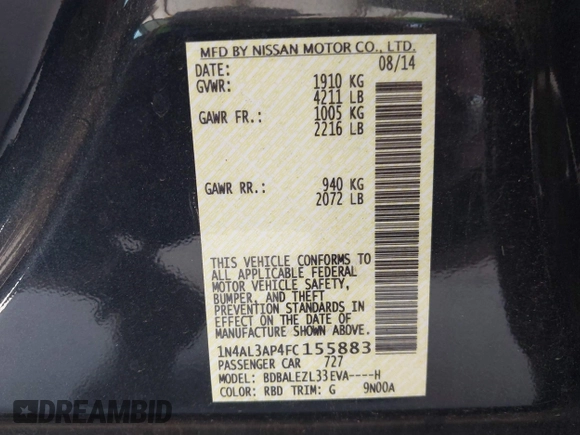 MFD BY NISSAN MOTOR CO., LTD.
DATE: 08/14
GVWR: 1910 KG
4211 LB
GAWR FR.: 1005 KG
2216 LB
GAWR RR.: 940 KG
2072 LB
THIS VEHICLE CONFORMS TO
ALL APPLICABLE FEDERAL
MOTOR VEHICLE SAFETY,
BUMPER, AND THEFT
PREVENTION STANDARDS
IN EFFECT ON THE DATE OF
MANUFACTURE SHOWN ABOVE.
1N4AL3AP4FC155883
PASSENGER CAR 727
MODEL: BDBALEZL33EVA----H
COLOR: RBD TRIM: G 9N00A
DREAMBID